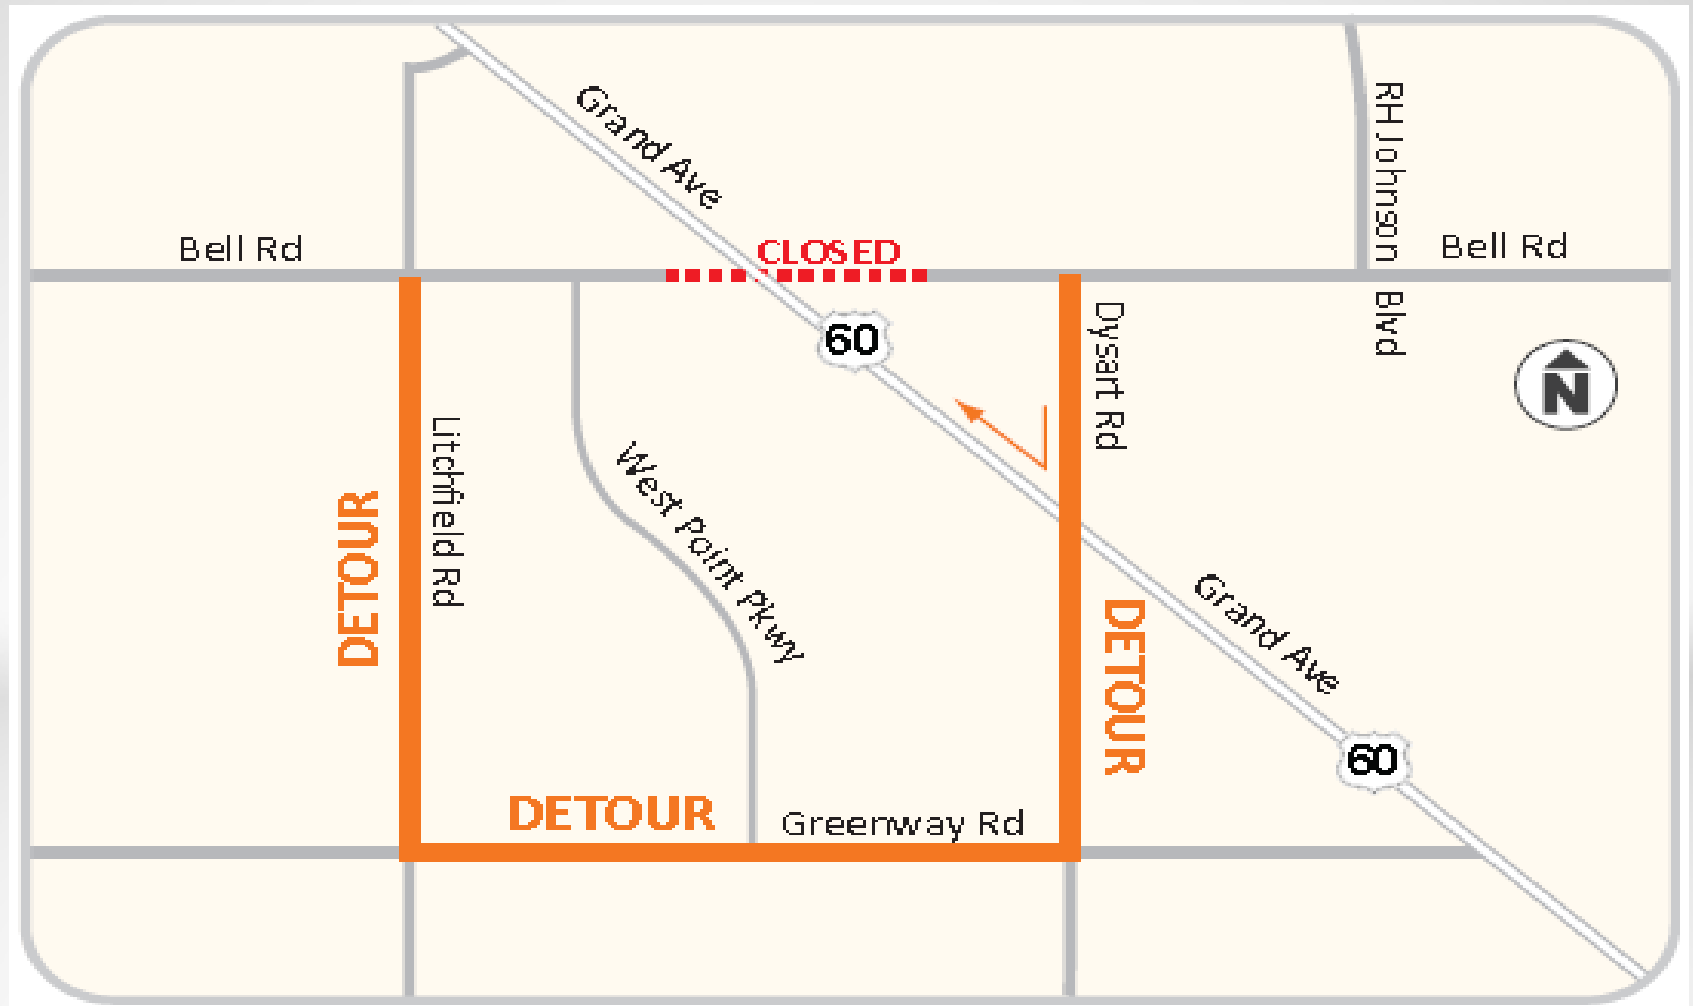 Grand Ave
RH Johnson Blvd
Bell Rd
CLOSED
Bell Rd
60
Dysart Rd
N
Litchfield Rd
West Point Pkwy
DETOUR
Grand Ave
DETOUR
60
DETOUR
Greenway Rd